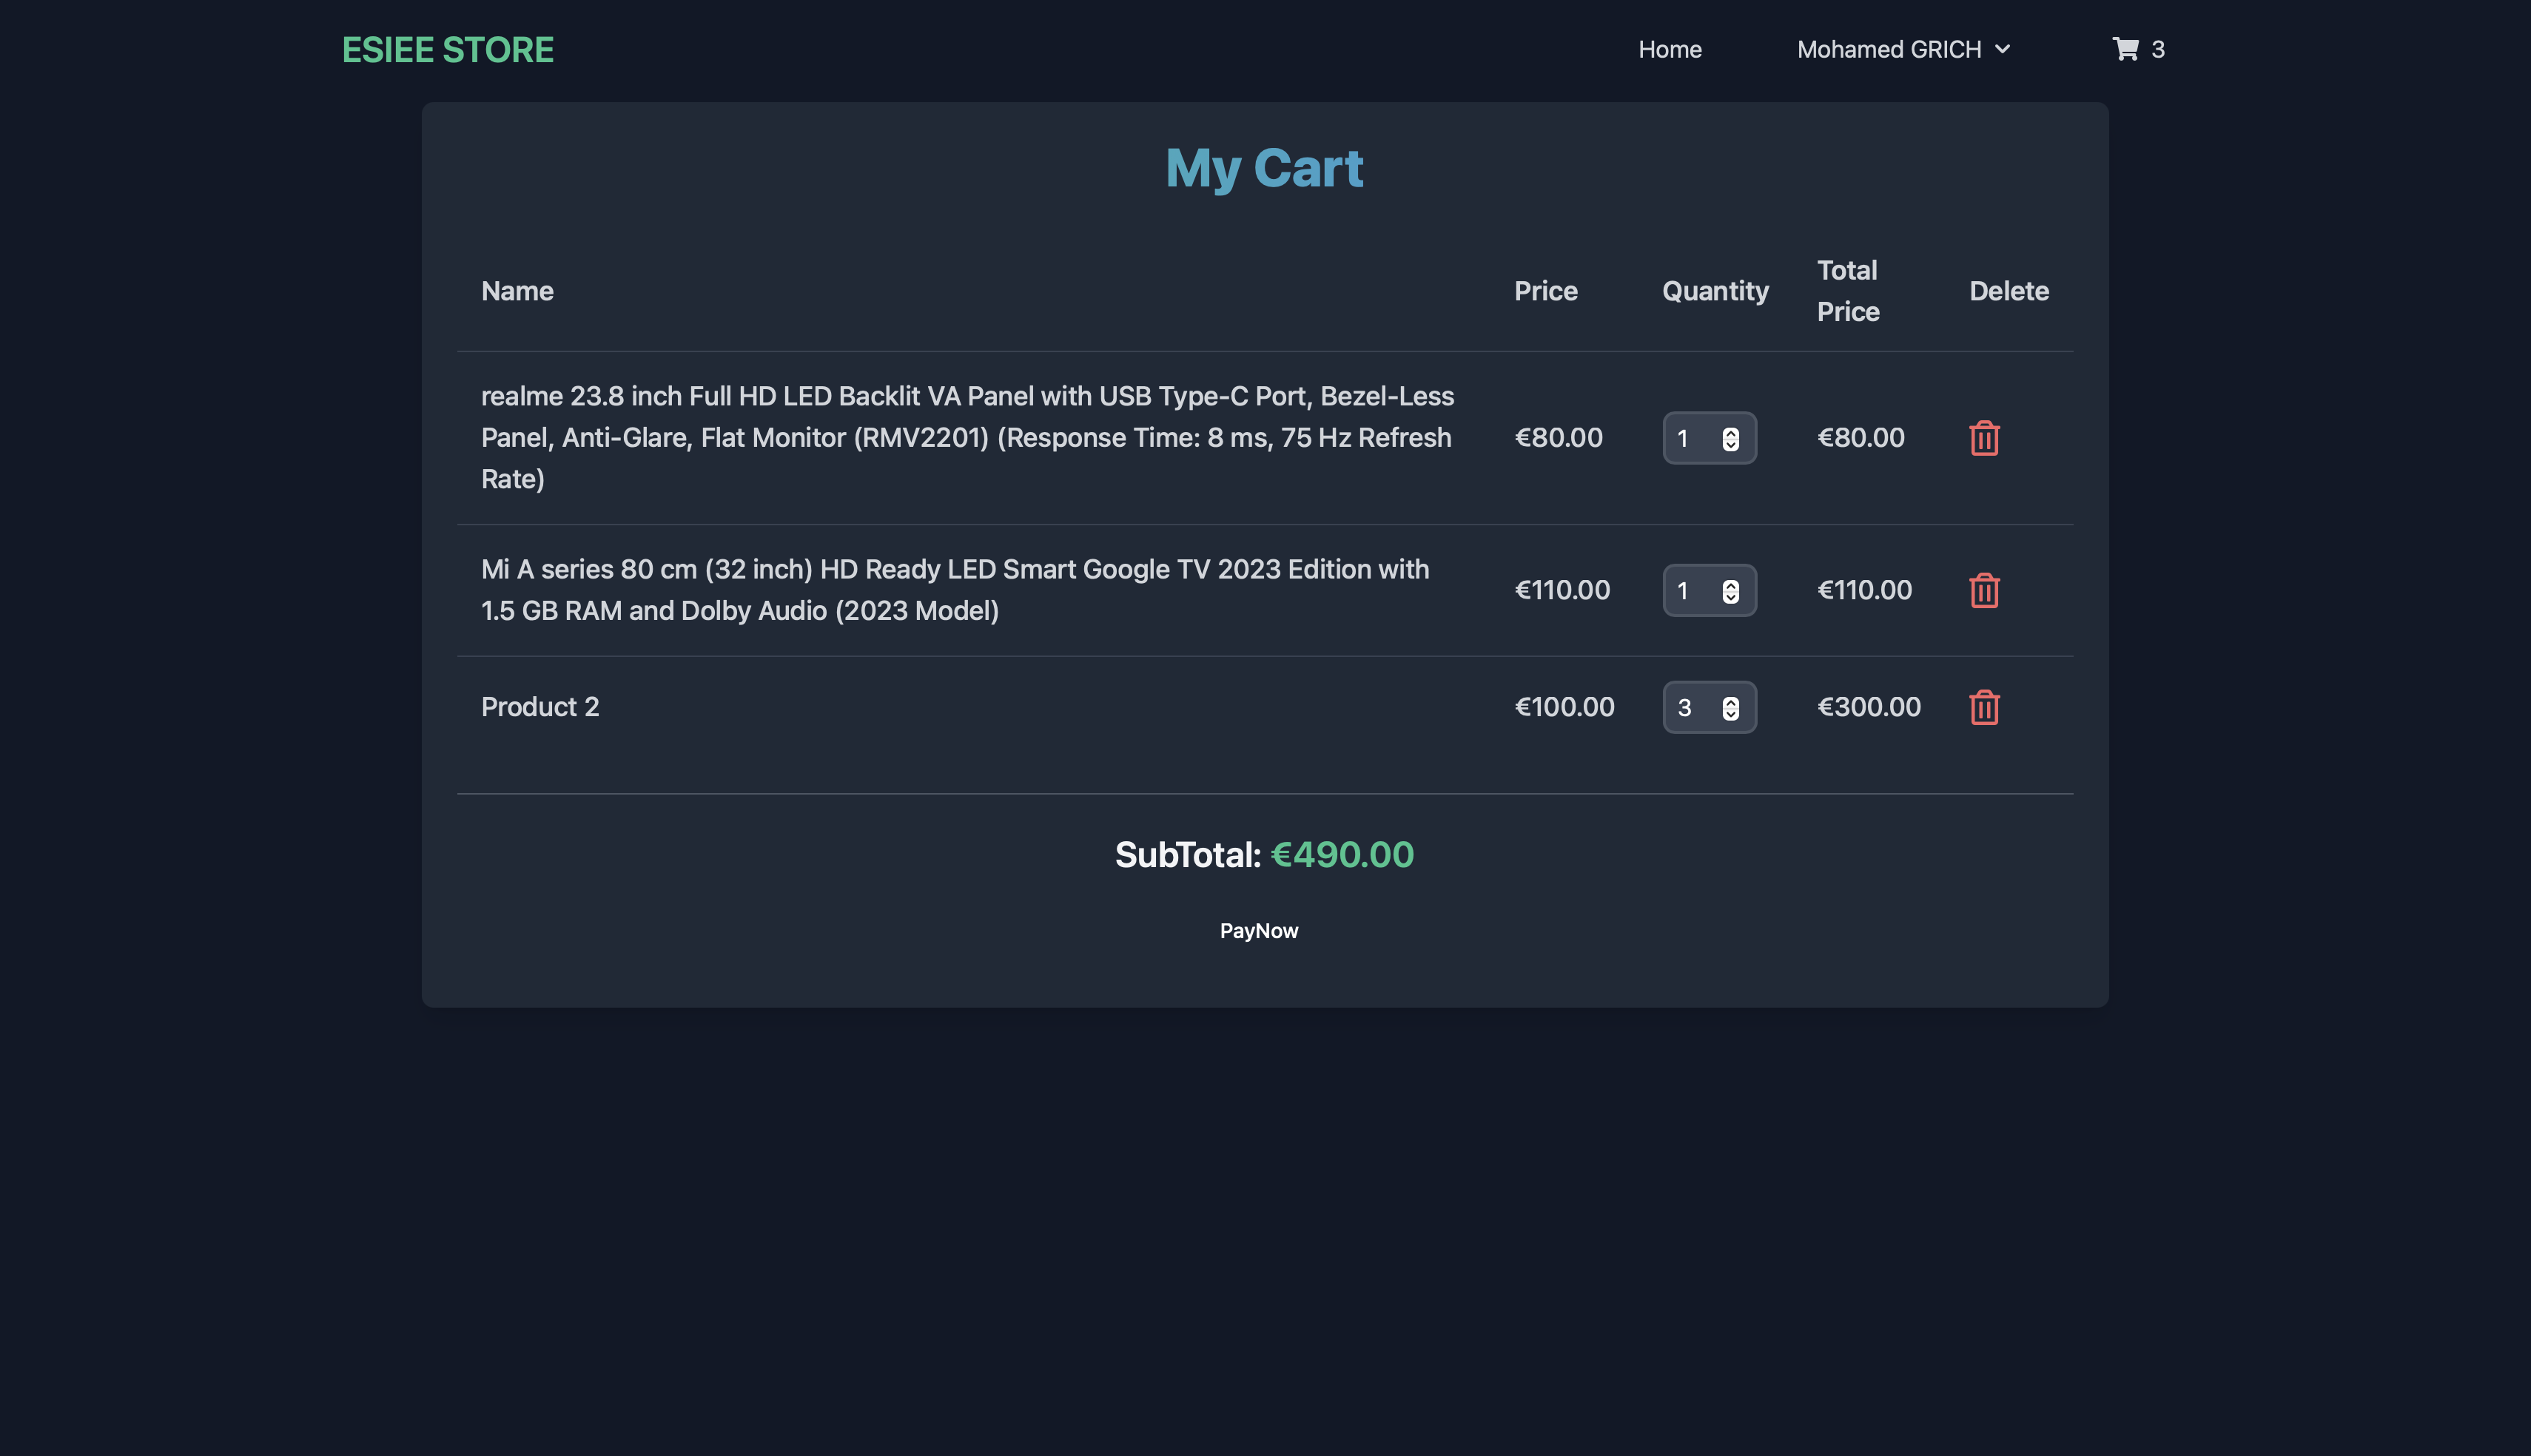 ESIEE STORE
Home
Mohamed GRICH
3
My Cart
Name
Price
Quantity
Total
Price
Delete
realme 23.8 inch Full HD LED Backlit VA Panel with USB Type-C Port, Bezel-Less
Panel, Anti-Glare, Flat Monitor (RMV2201) (Response Time: 8 ms, 75 Hz Refresh
Rate)
€80.00
1
€80.00
Mi A series 80 cm (32 inch) HD Ready LED Smart Google TV 2023 Edition with
1.5 GB RAM and Dolby Audio (2023 Model)
€110.00
1
€110.00
Product 2
€100.00
3
€300.00
SubTotal: €490.00
PayNow